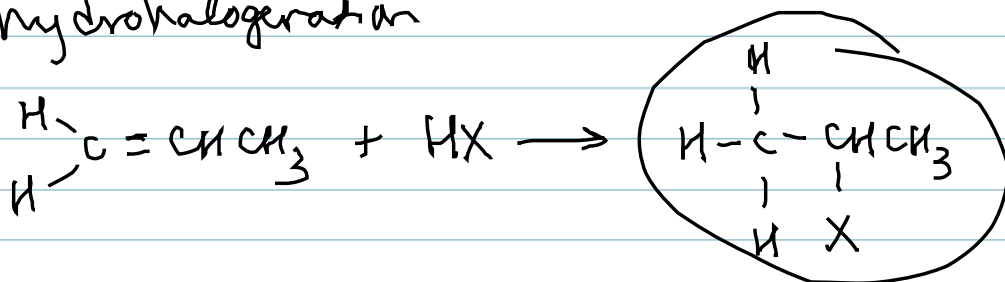 hydrohalogenation
H
H
H C = CHCH3 + HX → H - C - CHCH3
H X